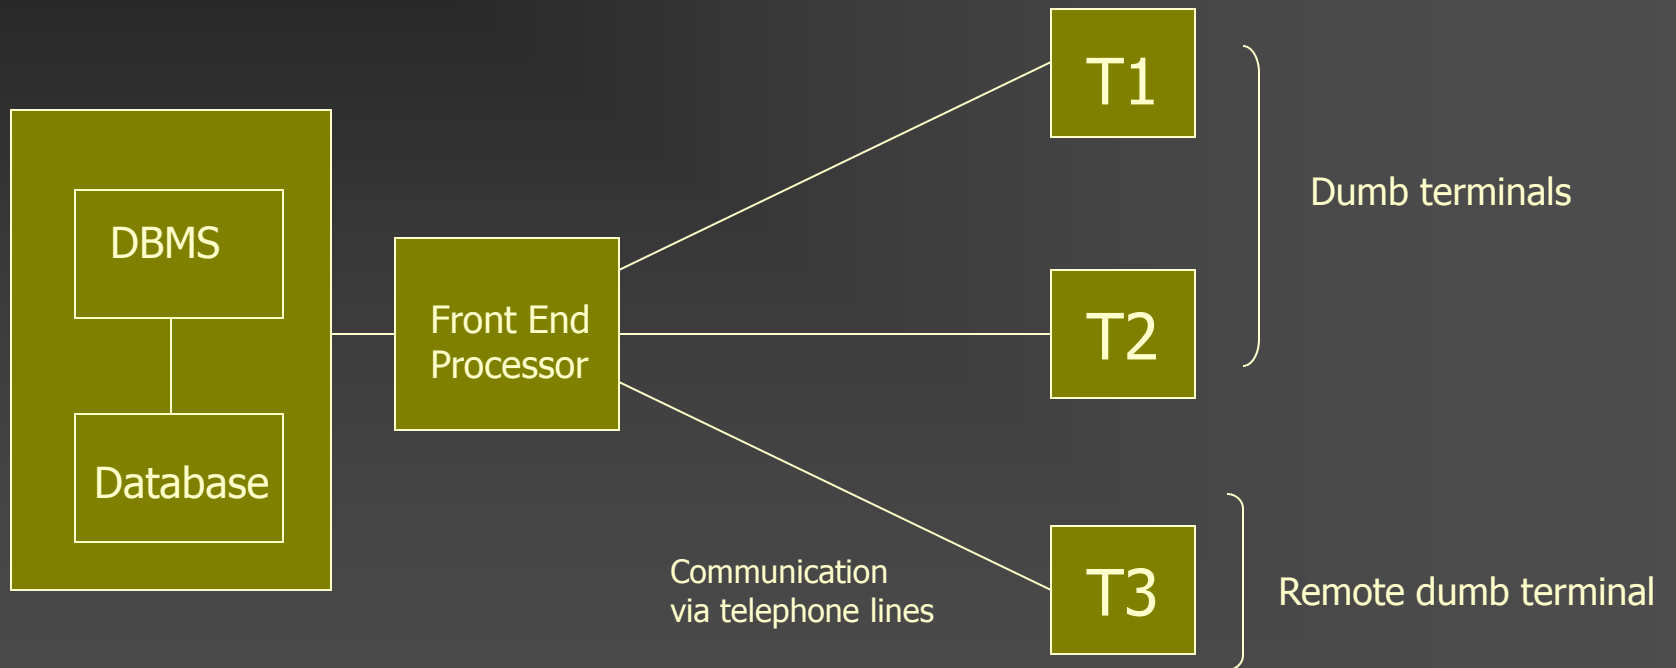 T1
Dumb terminals
DBMS
Front End
Processor
T2
Database
Communication
via telephone lines
T3
Remote dumb terminal